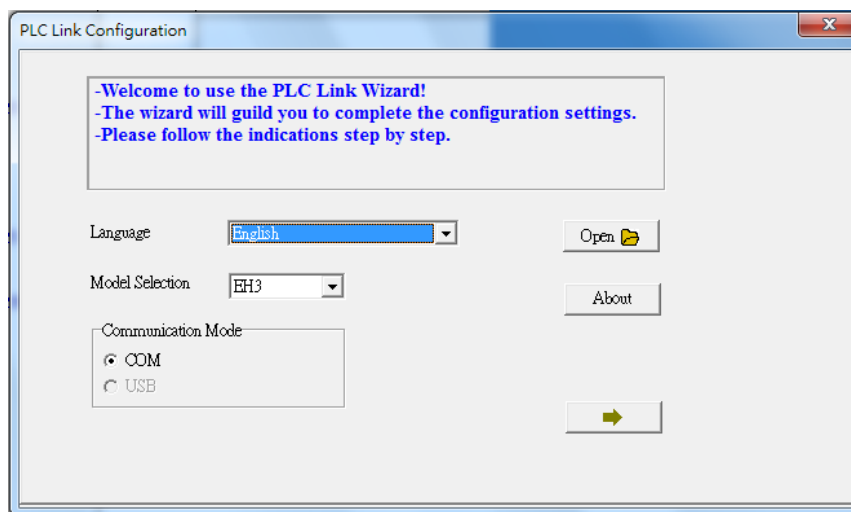 PLC Link Configuration
-Welcome to use the PLC Link Wizard!
-The wizard will guild you to complete the configuration settings.
-Please follow the indications step by step.
Language
English
Open
Model Selection
EH3
About
Communication Mode
COM
USB